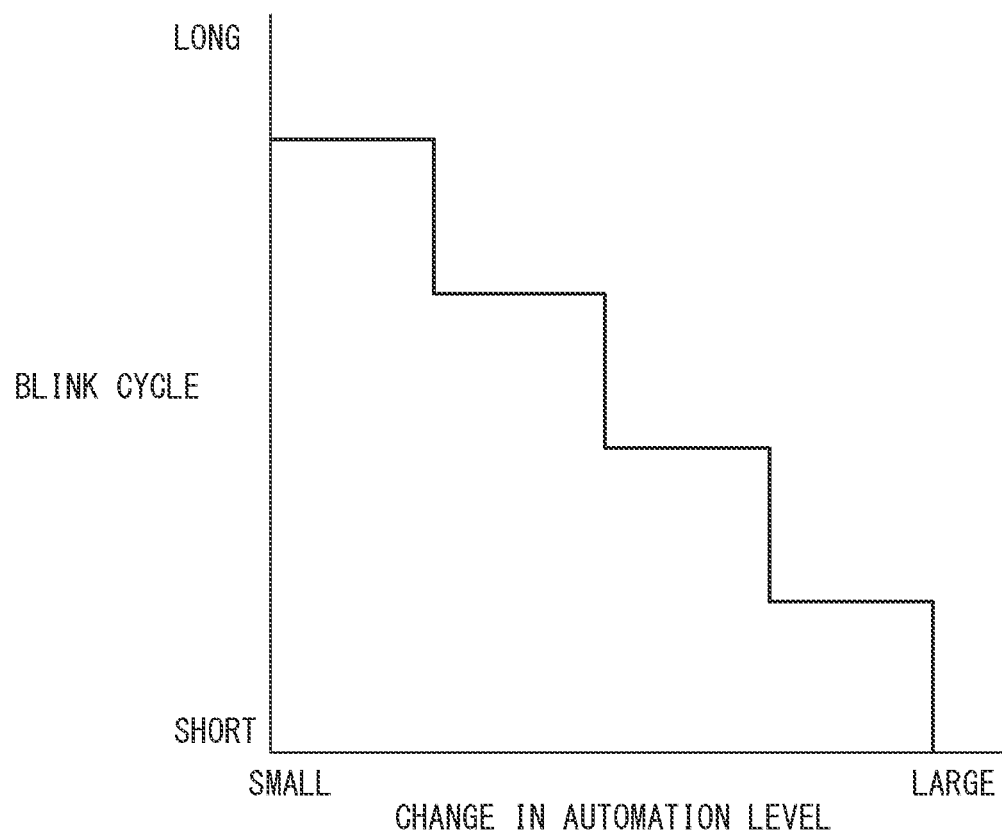 LONG
BLINK CYCLE
SHORT
SMALL
LARGE
CHANGE IN AUTOMATION LEVEL